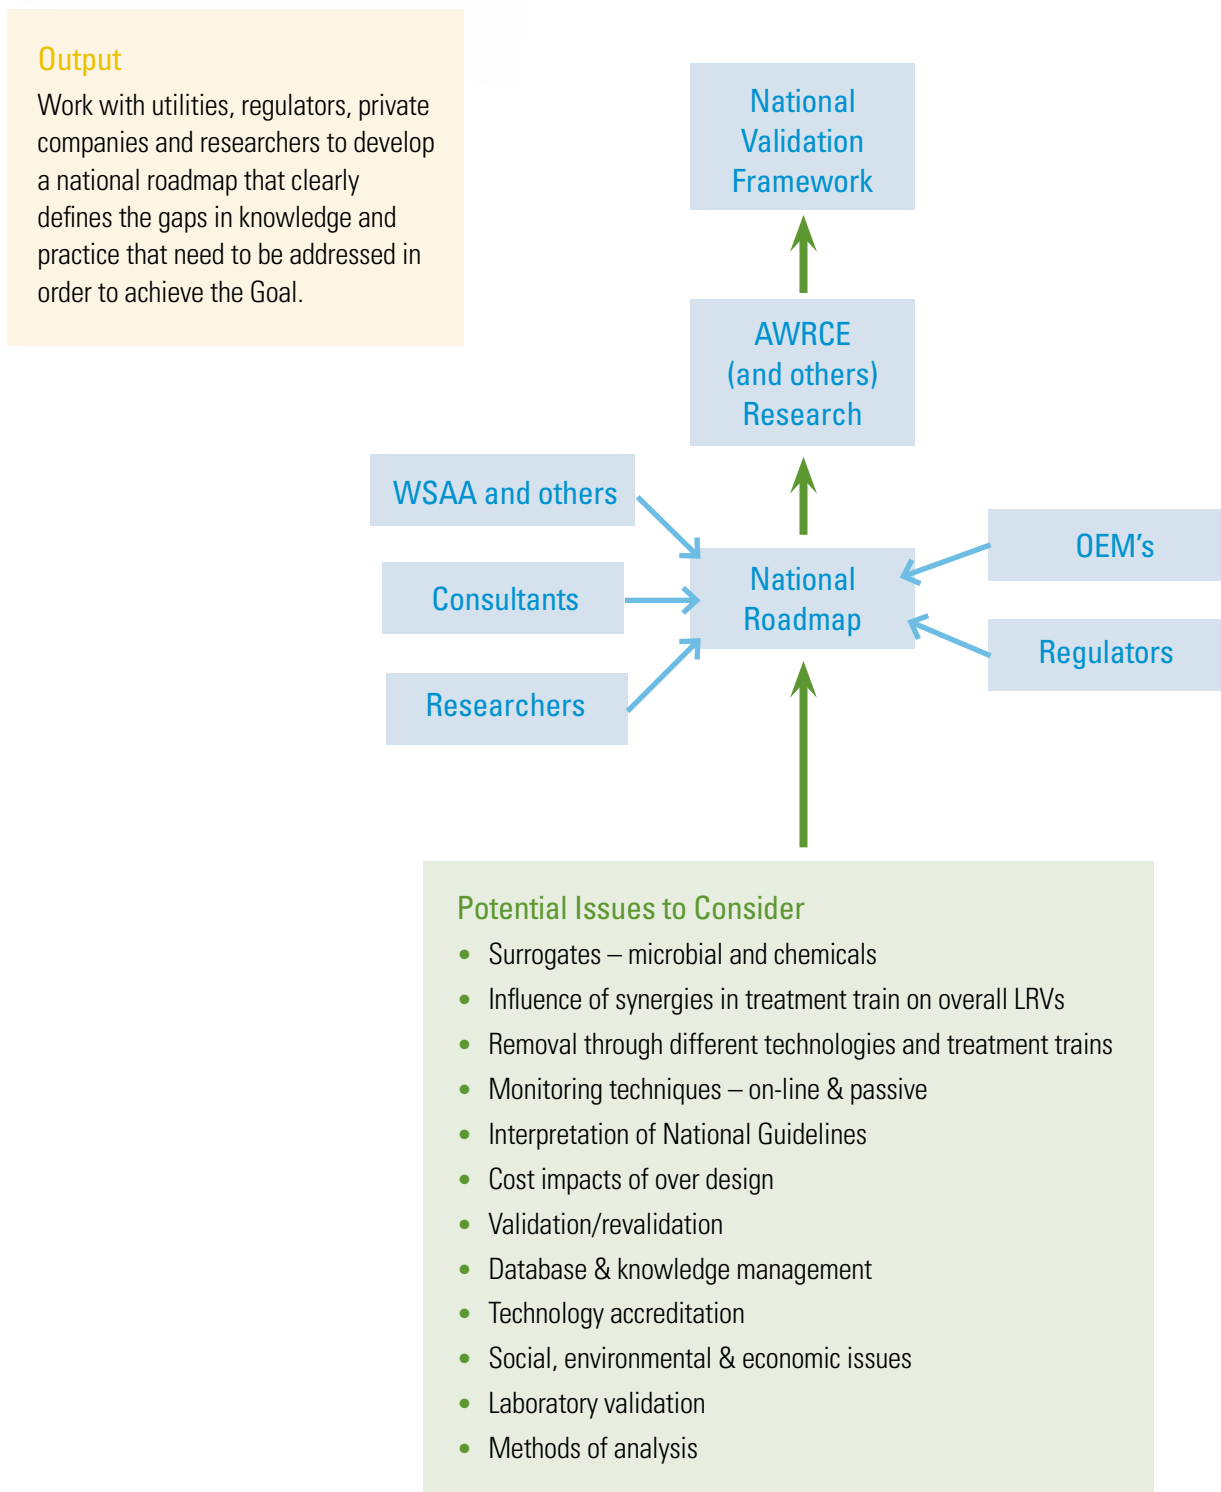 Output
Work with utilities, regulators, private
companies and researchers to develop
a national roadmap that clearly
defines the gaps in knowledge and
practice that need to be addressed in
order to achieve the Goal.
National
Validation
Framework
AWRCE
(and others)
Research
WSAA and others
Consultants
Researchers
National
Roadmap
OEM's
Regulators
Potential Issues to Consider
• Surrogates – microbial and chemicals
• Influence of synergies in treatment train on overall LRVs
• Removal through different technologies and treatment trains
• Monitoring techniques – on-line & passive
• Interpretation of National Guidelines
• Cost impacts of over design
• Validation/revalidation
• Database & knowledge management
• Technology accreditation
• Social, environmental & economic issues
• Laboratory validation
• Methods of analysis